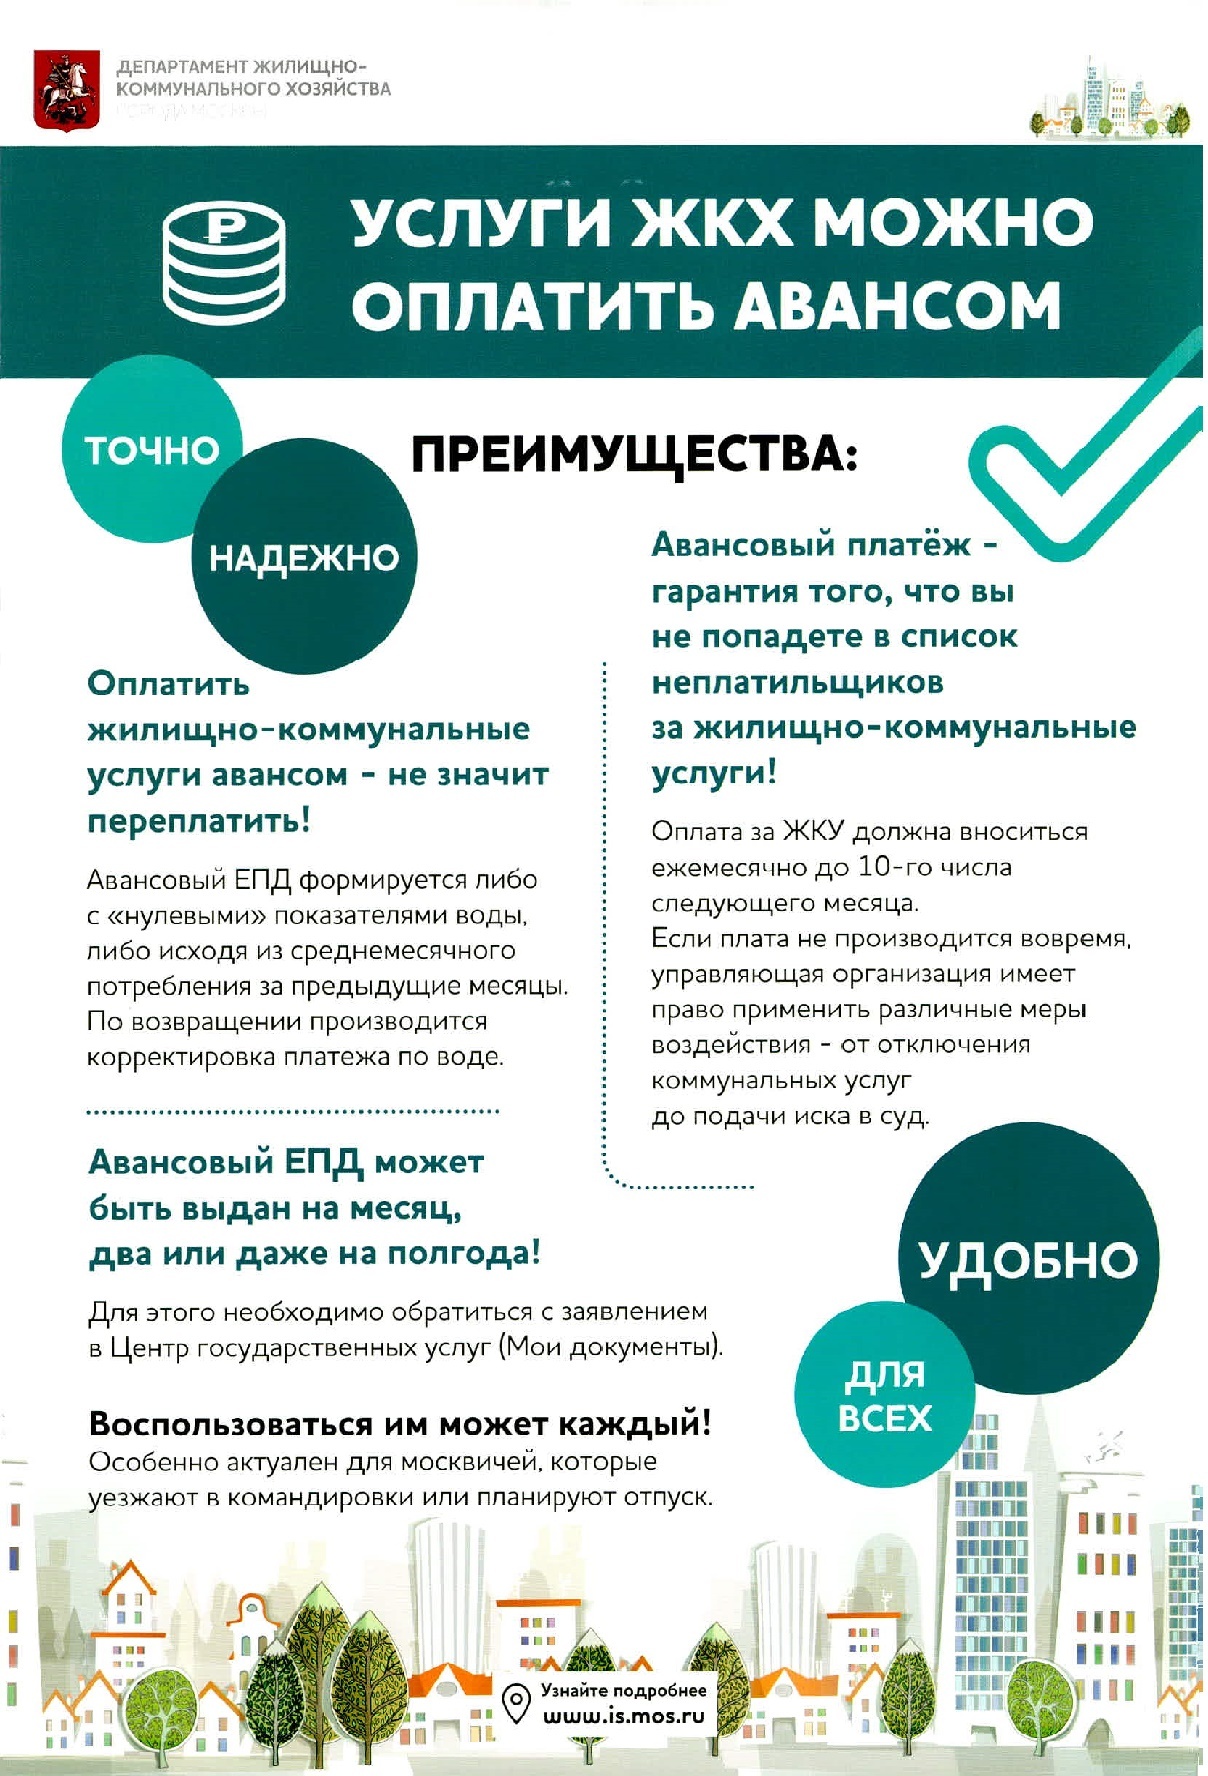 ДЕПАРТАМЕНТ ЖИЛИЩНО-
КОММУНАЛЬНОГО ХОЗЯЙСТВА
ГОРОДА МОСКВЫ
УСЛУГИ ЖКХ МОЖНО
ОПЛАТИТЬ АВАНСОМ
ТОЧНО
НАДЕЖНО
ПРЕИМУЩЕСТВА:
Оплатить
жилищно-коммунальные
услуги авансом - не значит
переплатить!
Авансовый ЕПД формируется либо
с «нулевыми» показателями воды,
либо исходя из среднемесячного
потребления за предыдущие месяцы.
По возвращении производится
корректировка платежа по воде.
Авансовый ЕПД может
быть выдан на месяц,
два или даже на полгода!
Для этого необходимо обратиться с заявлением
в Центр государственных услуг (Мои документы).
Воспользоваться им может каждый!
Особенно актуален для москвичей, которые
уезжают в командировки или планируют отпуск.
Авансовый платёж -
гарантия того, что вы
не попадете в список
неплатильщиков
за жилищно-коммунальные
услуги!
Оплата за ЖКУ должна вноситься
ежемесячно до 10-го числа
следующего месяца.
Если плата не производится вовремя,
управляющая организация имеет
право применить различные меры
воздействия - от отключения
коммунальных услуг
до подачи иска в суд.
УДОБНО
ДЛЯ
ВСЕХ
Узнайте подробнее
www.is.mos.ru